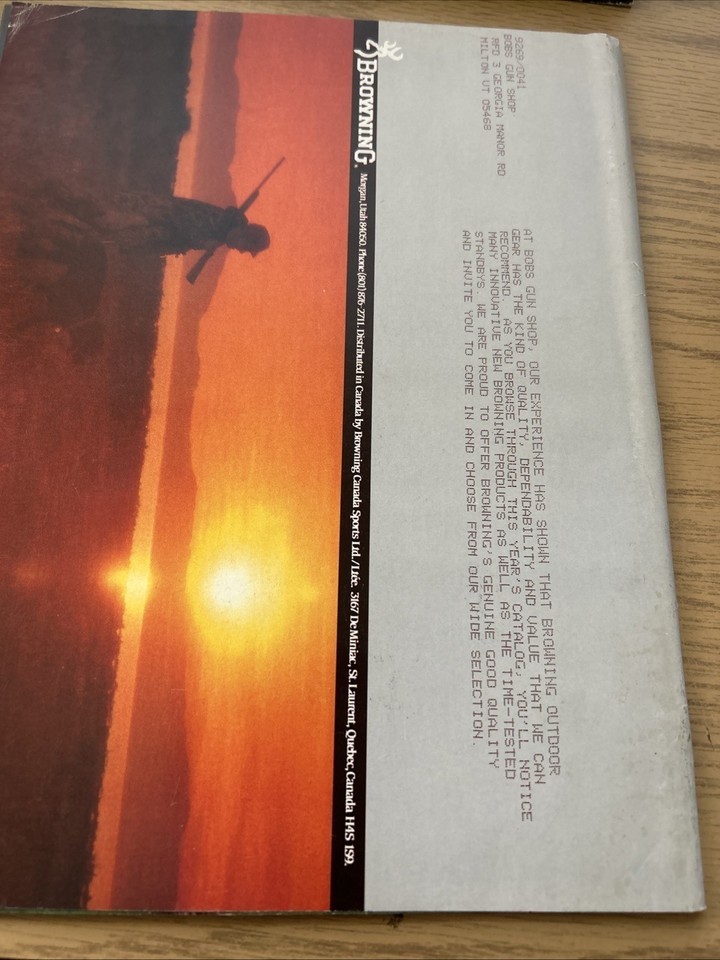 9269/0041
BOBS GUN SHOP
RFD 3 GEORGIA MANOR RD
MILTON VT 05468
AT BOBS GUN SHOP, OUR EXPERIENCE HAS SHOWN THAT BROWNING OUTDOOR
GEAR HAS THE KIND OF QUALITY, DEPENDABILITY AND VALUE THAT WE CAN
RECOMMEND. AS YOU BROWSE THROUGH THIS YEAR'S CATALOG, YOU'LL NOTICE
MANY INNOVATIVE NEW BROWNING PRODUCTS AS WELL AS THE TIME-TESTED
STANDBYS. WE ARE PROUD TO OFFER BROWNING'S GENUINE GOOD QUALITY
AND INVITE YOU TO COME IN AND CHOOSE FROM OUR WIDE SELECTION.
BROWNING. Morgan, Utah 84050. Phone (801) 876-2711. Distributed in Canada by Browning Canada Sports Ltd./Ltée. 3167 De Miniac, St. Laurent, Quebec, Canada H4S 1S9.